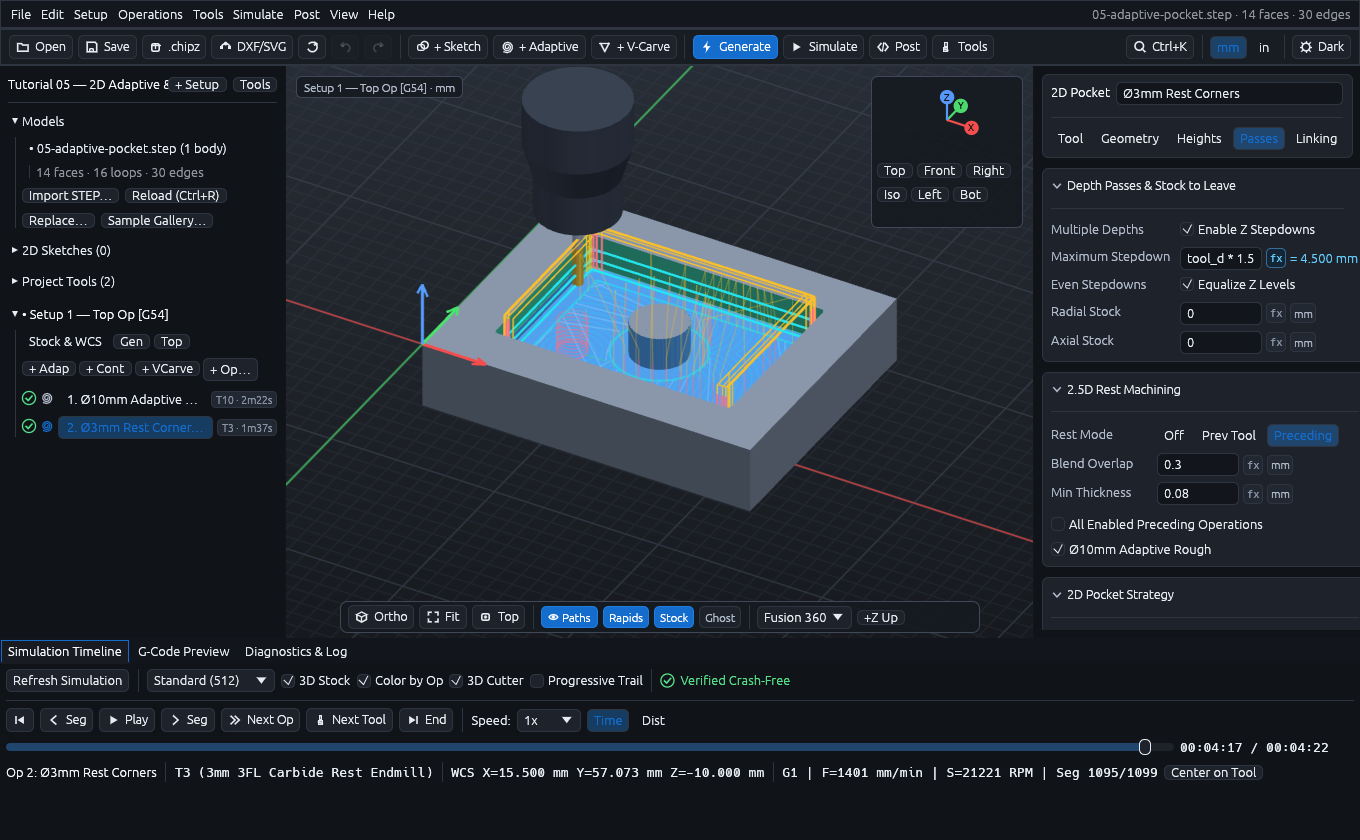 File Edit Setup Operations Tools Simulate Post View Help 05-adaptive-pocket.step · 14 faces · 30 edges
Open Save .chipz DXF/SVG + Sketch + Adaptive + V-Carve Generate Simulate Post Tools Ctrl+K mm in Dark
Tutorial 05 — 2D Adaptive & + Setup Tools
Models
• 05-adaptive-pocket.step (1 body)
14 faces · 16 loops · 30 edges
Import STEP... Reload (Ctrl+R)
Replace... Sample Gallery...
2D Sketches (0)
Project Tools (2)
Setup 1 — Top Op [G54]
Stock & WCS Gen Top
+ Adap + Cont + VCarve + Op...
1. Ø10mm Adaptive ... T10 · 2m22s
2. Ø3mm Rest Corner... T3 · 1m37s
Setup 1 — Top Op [G54] · mm
Z Y X
Top Front Right
Iso Left Bot
Ortho Fit Top Paths Rapids Stock Ghost Fusion 360 +Z Up
2D Pocket Ø3mm Rest Corners
Tool Geometry Heights Passes Linking
Depth Passes & Stock to Leave
Multiple Depths Enable Z Stepdowns
Maximum Stepdown tool_d * 1.5 fx = 4.500 mm
Even Stepdowns Equalize Z Levels
Radial Stock 0 fx mm
Axial Stock 0 fx mm
2.5D Rest Machining
Rest Mode Off Prev Tool Preceding
Blend Overlap 0.3 fx mm
Min Thickness 0.08 fx mm
All Enabled Preceding Operations
Ø10mm Adaptive Rough
2D Pocket Strategy
Simulation Timeline G-Code Preview Diagnostics & Log
Refresh Simulation Standard (512) 3D Stock Color by Op 3D Cutter Progressive Trail Verified Crash-Free
Seg Play Seg Next Op Next Tool End Speed: 1x Time Dist
00:04:17 / 00:04:22
Op 2: Ø3mm Rest Corners T3 (3mm 3FL Carbide Rest Endmill) WCS X=15.500 mm Y=57.073 mm Z=-10.000 mm G1 | F=1401 mm/min | S=21221 RPM | Seg 1095/1099 Center on Tool